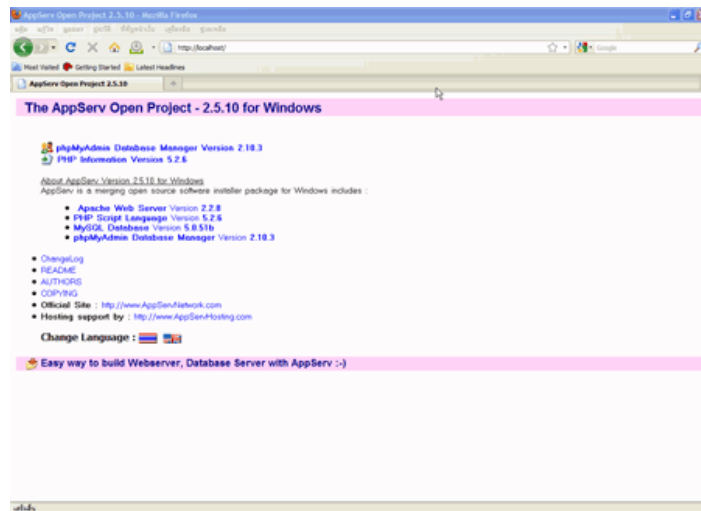 AppServ Open Project 2.5.10 - Mozilla Firefox
http://localhost/
Google
Most Visited Getting Started Latest Headlines
AppServ Open Project 2.5.10
The AppServ Open Project - 2.5.10 for Windows
phpMyAdmin Database Manager Version 2.10.3
PHP Information Version 5.2.6
About AppServ Version 2.5.10 for Windows
AppServ is a merging open source software installer package for Windows includes :
Apache Web Server Version 2.2.8
PHP Script Language Version 5.2.6
MySQL Database Version 5.0.51b
phpMyAdmin Database Manager Version 2.10.3
ChangeLog
README
AUTHORS
COPYING
Official Site : http://www.AppServNetwork.com
Hosting support by : http://www.AppServHosting.com
Change Language :
Easy way to build Webserver, Database Server with AppServ :-)